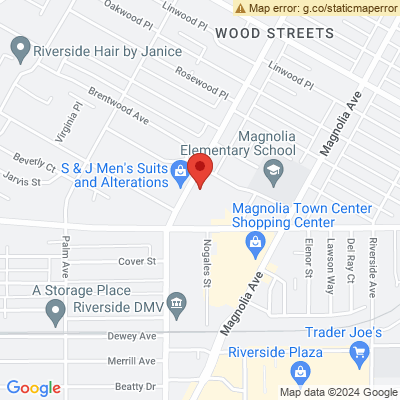 Map error: g.co/staticmaperror
Oakwood Pl
Linwood Pl
WOOD STREETS
Riverside Hair by Janice
Rosewood Pl
Linwood Pl
Brentwood Ave
Virginia Pl
Magnolia Ave
Magnolia
Elementary School
Beverly Ct
Jarvis St
S & J Men's Suits
and Alterations
Magnolia Town Center
Shopping Center
Palm Ave
Nogales St
Elenor St
Lawson Way
Del Ray Ct
Riverside Ave
Cover St
A Storage Place
Riverside DMV
Magnolia Ave
Dewey Ave
Trader Joe's
Merrill Ave
Riverside Plaza
Beatty Dr
Google
Map data ©2024 Google